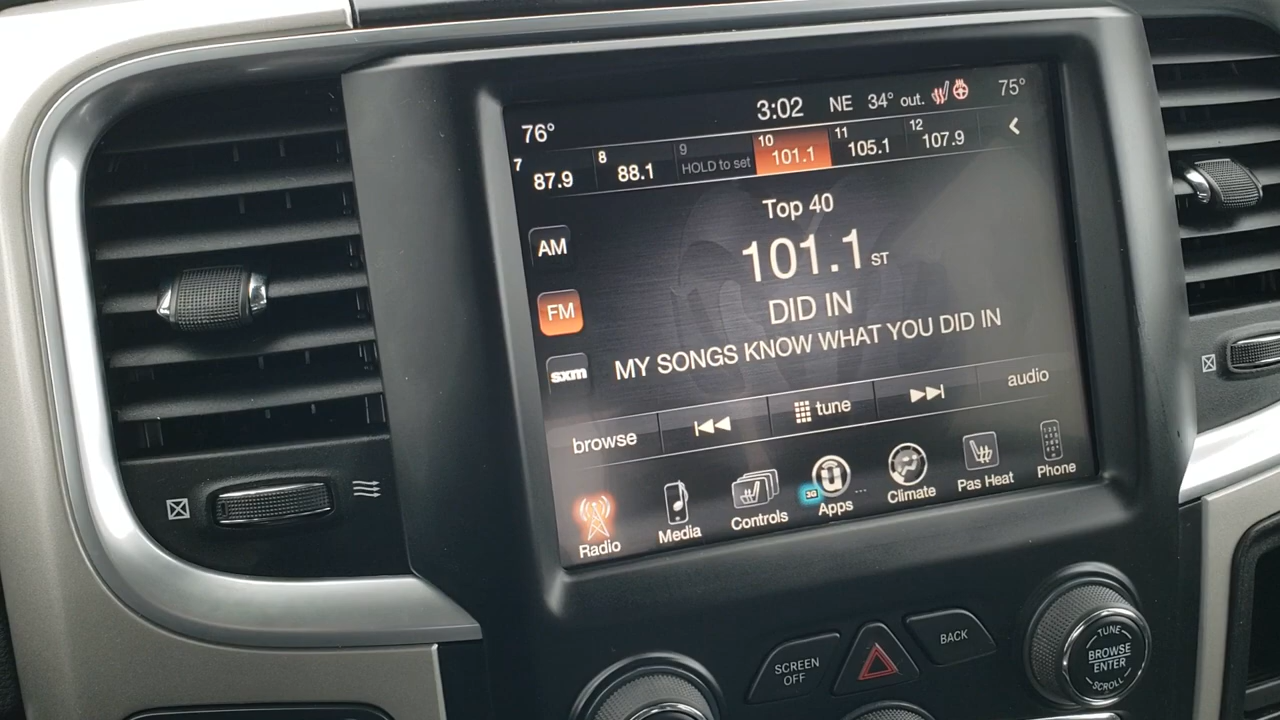 76°
3:02 NE 34° out. 75°
7 87.9
8 88.1
9 HOLD to set
10 101.1
11 105.1
12 107.9
Top 40
101.1 ST
DID IN
MY SONGS KNOW WHAT YOU DID IN
AM
FM
sxm
browse
tune
audio
Radio
Media
Controls
3G
Apps
Climate
Pas Heat
Phone
SCREEN
OFF
BACK
TUNE
BROWSE
ENTER
SCROLL